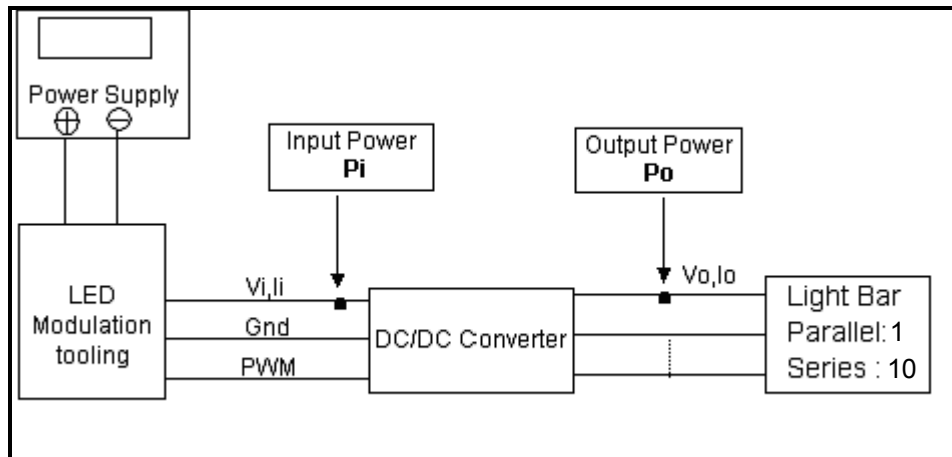 Power Supply
Input Power
Pi
Output Power
Po
LED
Modulation
tooling
Vi,Ii
Gnd
PWM
DC/DC Converter
Vo,Io
Light Bar
Parallel: 1
Series : 10